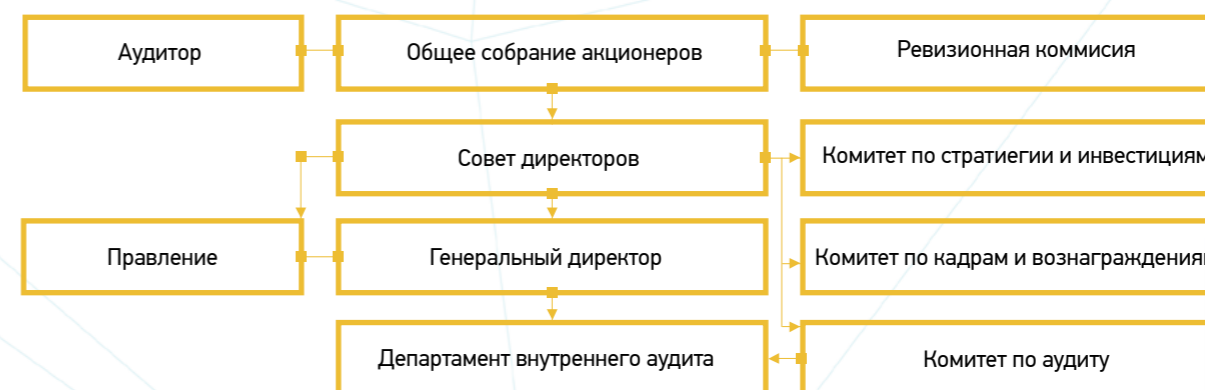 Аудитор
Общее собрание акционеров
Ревизионная коммисия
Совет директоров
Комитет по стратиегии и инвестициям
Правление
Генеральный директор
Комитет по кадрам и вознаграждениям
Департамент внутреннего аудита
Комитет по аудиту